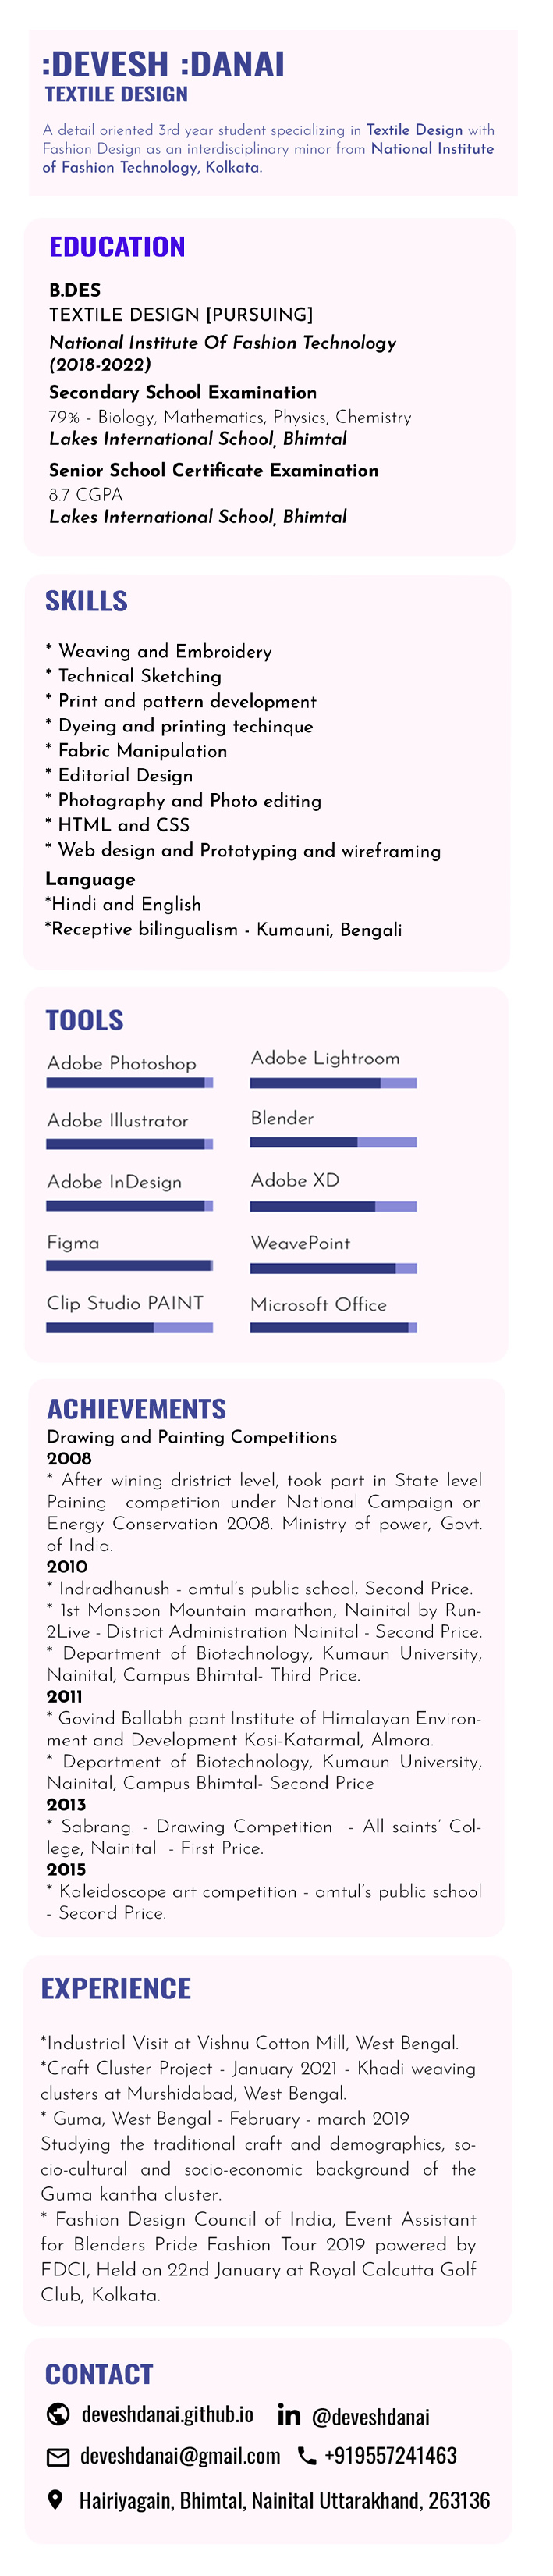 :DEVESH :DANAI
TEXTILE DESIGN
A detail oriented 3rd year student specializing in Textile Design with
Fashion Design as an interdisciplinary minor from National Institute
of Fashion Technology, Kolkata.
EDUCATION
B.DES
TEXTILE DESIGN [PURSUING]
National Institute Of Fashion Technology
(2018-2022)
Secondary School Examination
79% - Biology, Mathematics, Physics, Chemistry
Lakes International School, Bhimtal
Senior School Certificate Examination
8.7 CGPA
Lakes International School, Bhimtal
SKILLS
* Weaving and Embroidery
* Technical Sketching
* Print and pattern development
* Dyeing and printing techinque
* Fabric Manipulation
* Editorial Design
* Photography and Photo editing
* HTML and CSS
* Web design and Prototyping and wireframing
Language
*Hindi and English
*Receptive bilingualism - Kumauni, Bengali
TOOLS
Adobe Photoshop
Adobe Lightroom
Adobe Illustrator
Blender
Adobe InDesign
Adobe XD
Figma
WeavePoint
Clip Studio PAINT
Microsoft Office
ACHIEVEMENTS
Drawing and Painting Competitions
2008
* After wining dristrict level, took part in State level
Paining competition under National Campaign on
Energy Conservation 2008. Ministry of power, Govt.
of India.
2010
* Indradhanush - amtul's public school, Second Price.
* 1st Monsoon Mountain marathon, Nainital by Run-
2Live - District Administration Nainital - Second Price.
* Department of Biotechnology, Kumaun University,
Nainital, Campus Bhimtal- Third Price.
2011
* Govind Ballabh pant Institute of Himalayan Environ-
ment and Development Kosi-Katarmal, Almora.
* Department of Biotechnology, Kumaun University,
Nainital, Campus Bhimtal- Second Price
2013
* Sabrang. - Drawing Competition - All saints' Col-
lege, Nainital - First Price.
2015
* Kaleidoscope art competition - amtul's public school
- Second Price.
EXPERIENCE
*Industrial Visit at Vishnu Cotton Mill, West Bengal.
*Craft Cluster Project - January 2021 - Khadi weaving
clusters at Murshidabad, West Bengal.
* Guma, West Bengal - February - march 2019
Studying the traditional craft and demographics, so-
cio-cultural and socio-economic background of the
Guma kantha cluster.
* Fashion Design Council of India, Event Assistant
for Blenders Pride Fashion Tour 2019 powered by
FDCI, Held on 22nd January at Royal Calcutta Golf
Club, Kolkata.
CONTACT
deveshdanai.github.io
in @deveshdanai
deveshdanai@gmail.com
+919557241463
Hairiyagain, Bhimtal, Nainital Uttarakhand, 263136